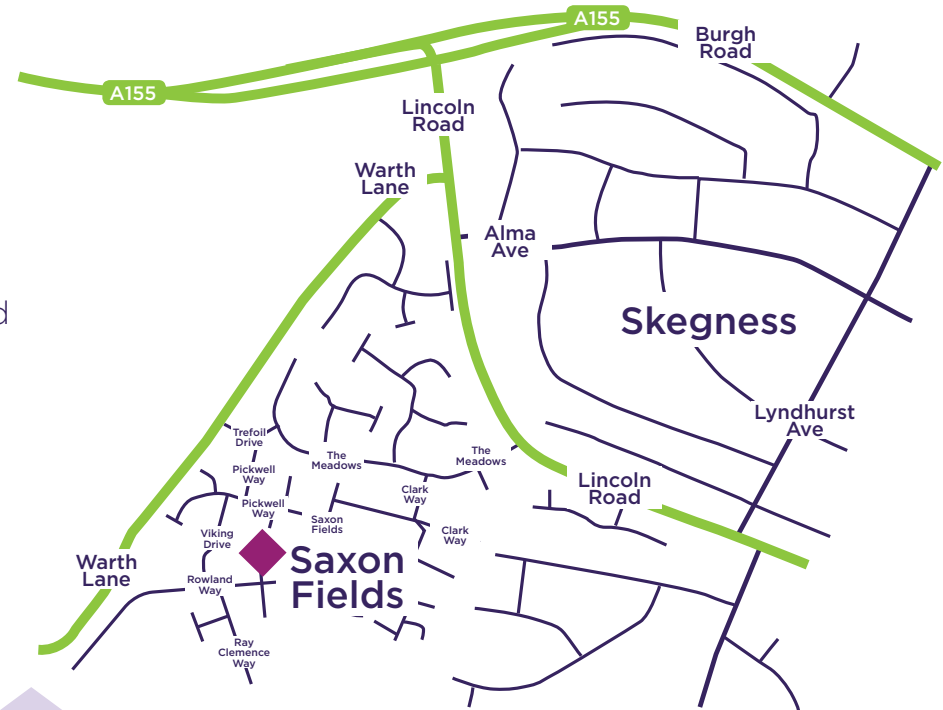 A155
Burgh
Road
A155
Lincoln
Road
Warth
Lane
Alma
Ave
d
Skegness
Lyndhurst
Ave
Trefoil
Drive
The
Meadows
The
Meadows
Pickwell
Way
Lincoln
Road
Clark
Way
Pickwell
Way
Saxon
Fields
Clark
Way
Viking
Drive
Warth
Lane
Saxon
Fields
Rowland
Way
Ray
Clemence
Way